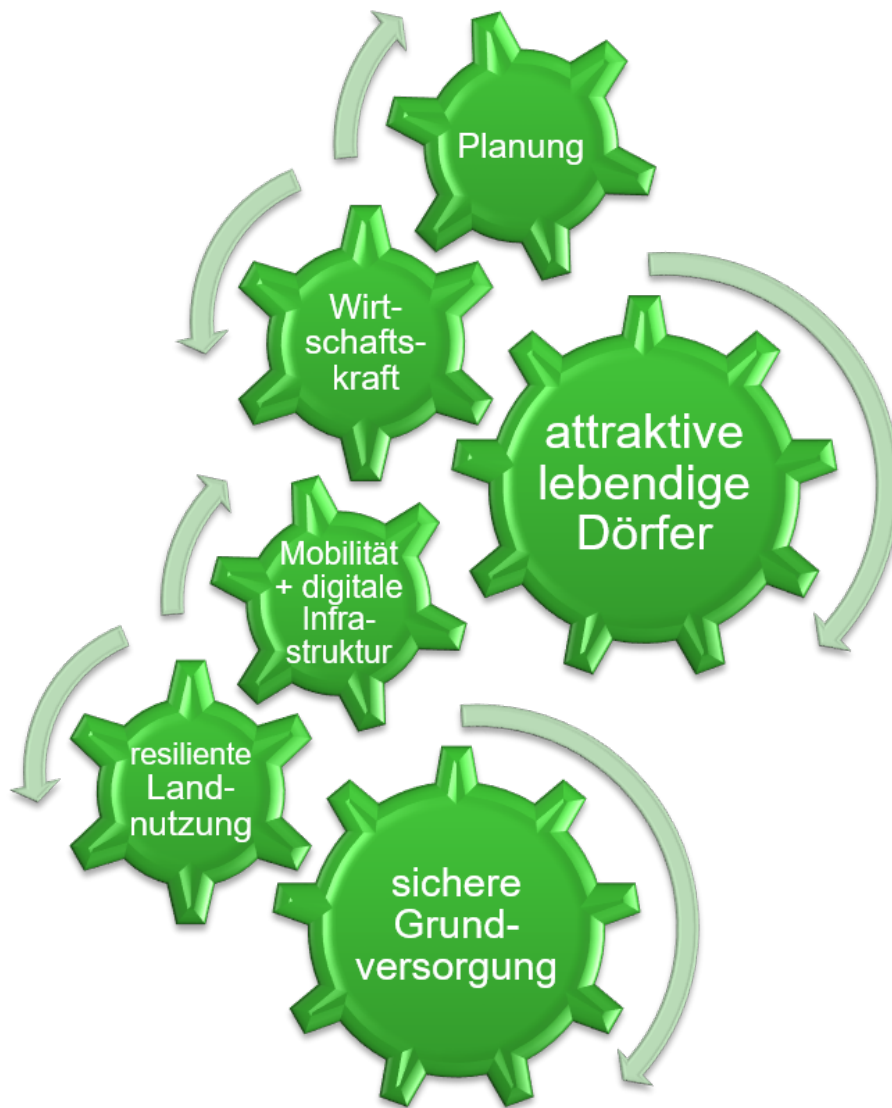 Planung
Wirt-
schafts-
kraft
attraktive
lebendige
Dörfer
Mobilität
+ digitale
Infra-
struktur
resiliente
Land-
nutzung
sichere
Grund-
versorgung